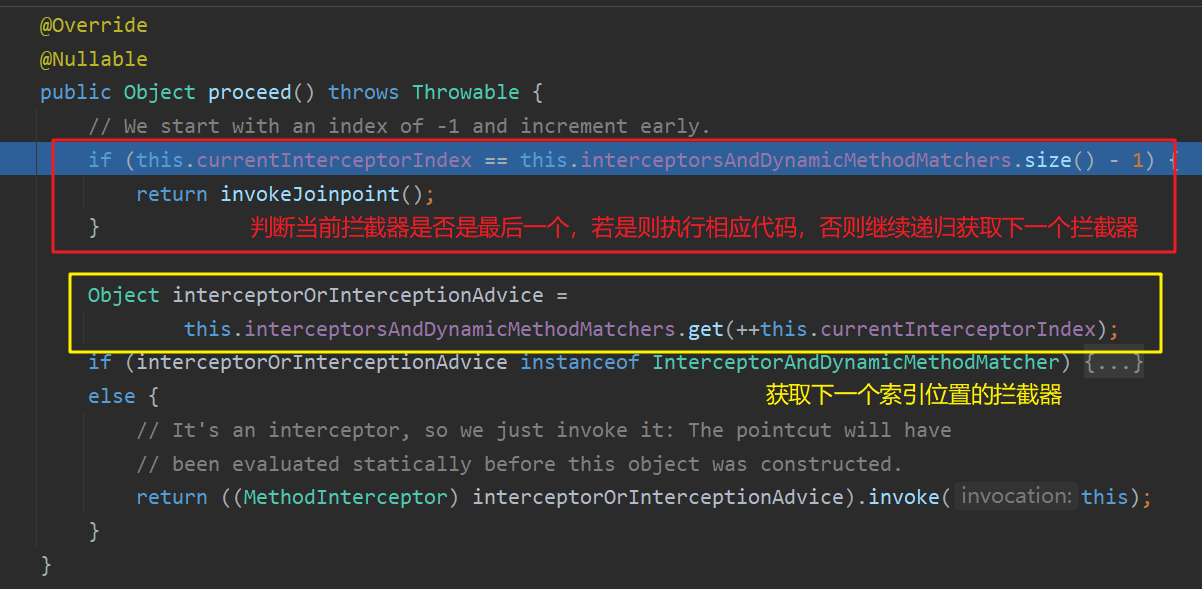 @Override
@Nullable
public Object proceed() throws Throwable {
// We start with an index of -1 and increment early.
if (this.currentInterceptorIndex == this.interceptorsAndDynamicMethodMatchers.size() - 1) {
return invokeJoinpoint();
}
判断当前拦截器是否是最后一个，若是则执行相应代码，否则继续递归获取下一个拦截器
Object interceptorOrInterceptionAdvice =
this.interceptorsAndDynamicMethodMatchers.get(++this.currentInterceptorIndex);
if (interceptorOrInterceptionAdvice instanceof InterceptorAndDynamicMethodMatcher) {...}
else {
获取下一个索引位置的拦截器
// It's an interceptor, so we just invoke it: The pointcut will have
// been evaluated statically before this object was constructed.
return ((MethodInterceptor) interceptorOrInterceptionAdvice).invoke( invocation: this);
}
}